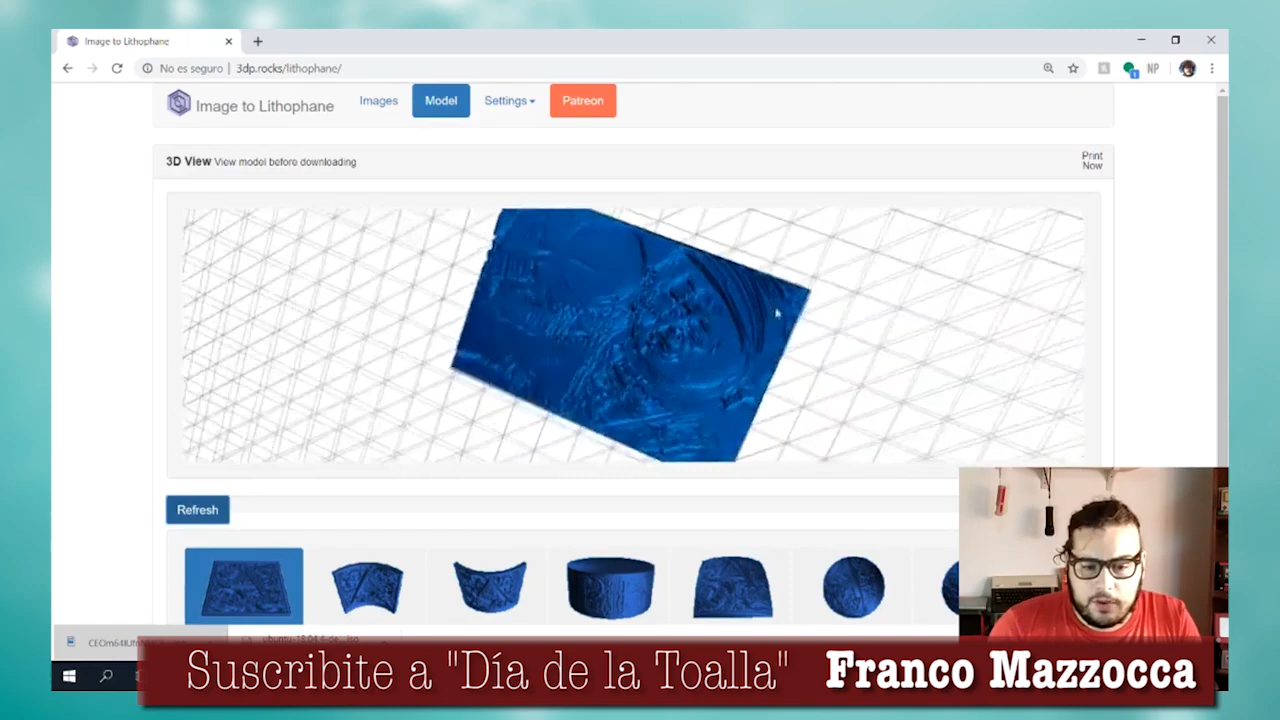 Image to Lithophane
No es seguro
3dp.rocks/lithophane/
NP
Image to Lithophane
Images
Model
Settings
Patreon
3D View View model before downloading
Print
Now
Refresh
Suscribite a "Día de la Toalla" Franco Mazzocca